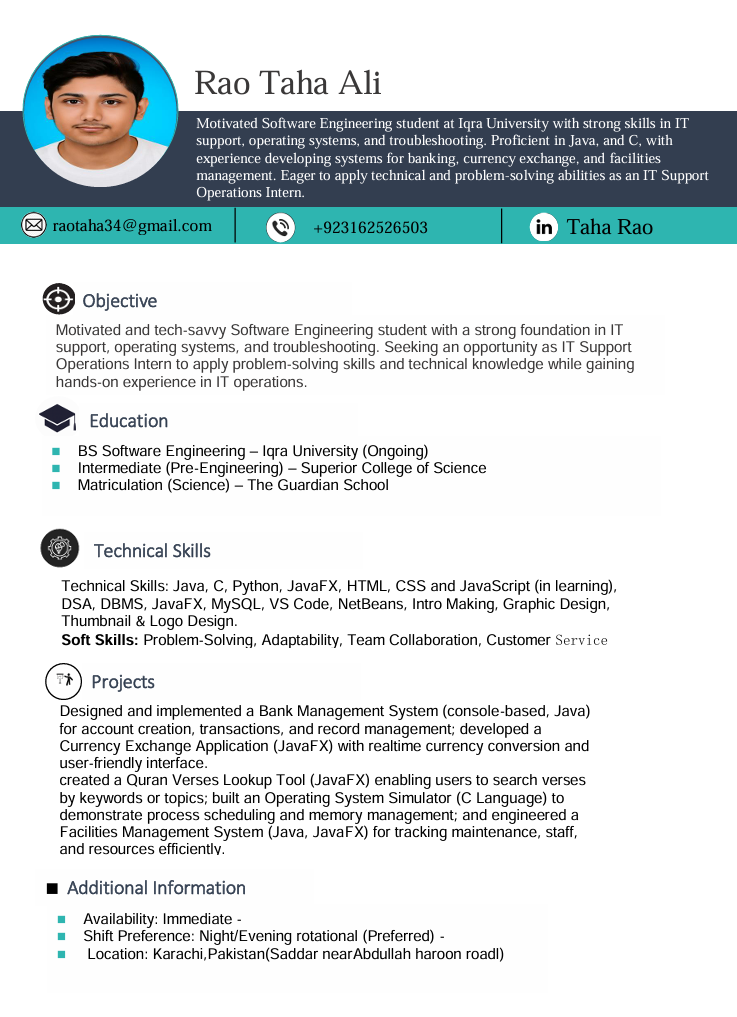 Rao Taha Ali
Motivated Software Engineering student at Iqra University with strong skills in IT
support, operating systems, and troubleshooting. Proficient in Java, and C, with
experience developing systems for banking, currency exchange, and facilities
management. Eager to apply technical and problem-solving abilities as an IT Support
Operations Intern.
raotaha34@gmail.com
+923162526503
in Taha Rao
Objective
Motivated and tech-savvy Software Engineering student with a strong foundation in IT
support, operating systems, and troubleshooting. Seeking an opportunity as IT Support
Operations Intern to apply problem-solving skills and technical knowledge while gaining
hands-on experience in IT operations.
Education
BS Software Engineering – Iqra University (Ongoing)
Intermediate (Pre-Engineering) – Superior College of Science
Matriculation (Science) – The Guardian School
Technical Skills
Technical Skills: Java, C, Python, JavaFX, HTML, CSS and JavaScript (in learning),
DSA, DBMS, JavaFX, MySQL, VS Code, NetBeans, Intro Making, Graphic Design,
Thumbnail & Logo Design.
Soft Skills: Problem-Solving, Adaptability, Team Collaboration, Customer Service
Projects
Designed and implemented a Bank Management System (console-based, Java)
for account creation, transactions, and record management; developed a
Currency Exchange Application (JavaFX) with realtime currency conversion and
user-friendly interface.
created a Quran Verses Lookup Tool (JavaFX) enabling users to search verses
by keywords or topics; built an Operating System Simulator (C Language) to
demonstrate process scheduling and memory management; and engineered a
Facilities Management System (Java, JavaFX) for tracking maintenance, staff,
and resources efficiently.
Additional Information
Availability: Immediate -
Shift Preference: Night/Evening rotational (Preferred) -
Location: Karachi,Pakistan(Saddar nearAbdullah haroon roadl)